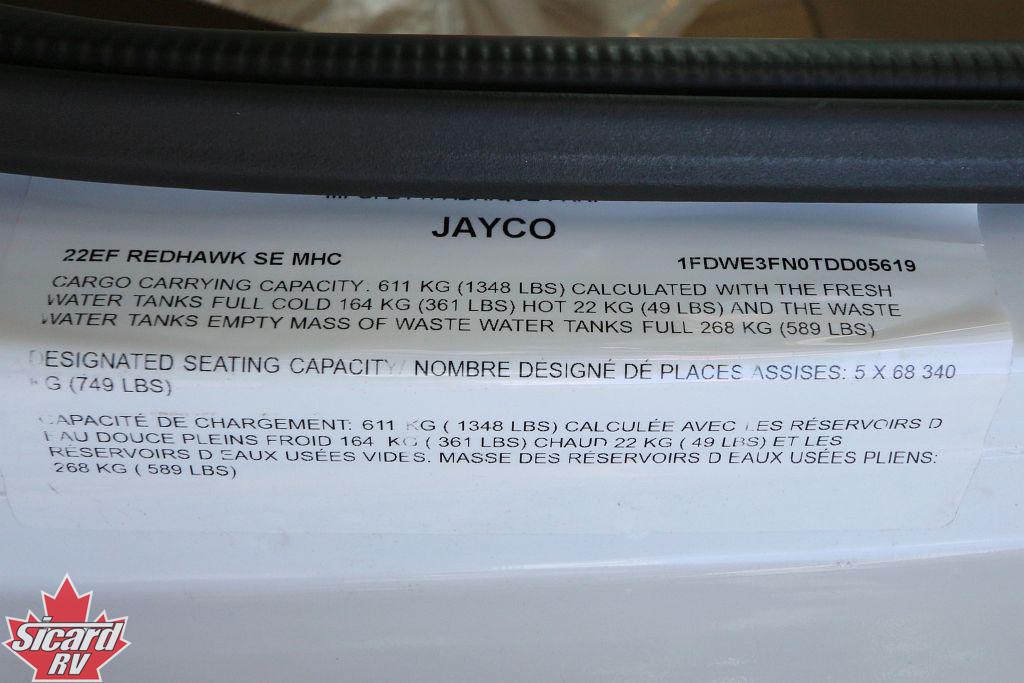 JAYCO
22EF REDHAWK SE MHC 1FDWE3FN0TDD05619
CARGO CARRYING CAPACITY: 611 KG (1348 LBS) CALCULATED WITH THE FRESH
WATER TANKS FULL COLD 164 KG (361 LBS) HOT 22 KG (49 LBS) AND THE WASTE
WATER TANKS EMPTY MASS OF WASTE WATER TANKS FULL 268 KG (589 LBS)
DESIGNATED SEATING CAPACITY/ NOMBRE DÉSIGNÉ DÉ PLACES ASSISES: 5 X 68 340
KG (749 LBS)
CAPACITÉ DE CHARGEMENT: 611 KG ( 1348 LBS) CALCULÉE AVEC LES RÉSERVOIRS D
EAU DOUCE PLEINS FROID 164 KG ( 361 LBS) CHAUD 22 KG ( 49 LBS) ET LES
RÉSERVOIRS D EAUX USÉES VIDES. MASSE DES RÉSERVOIRS D EAUX USÉES PLIENS:
268 KG ( 589 LBS)
Sicard
RV